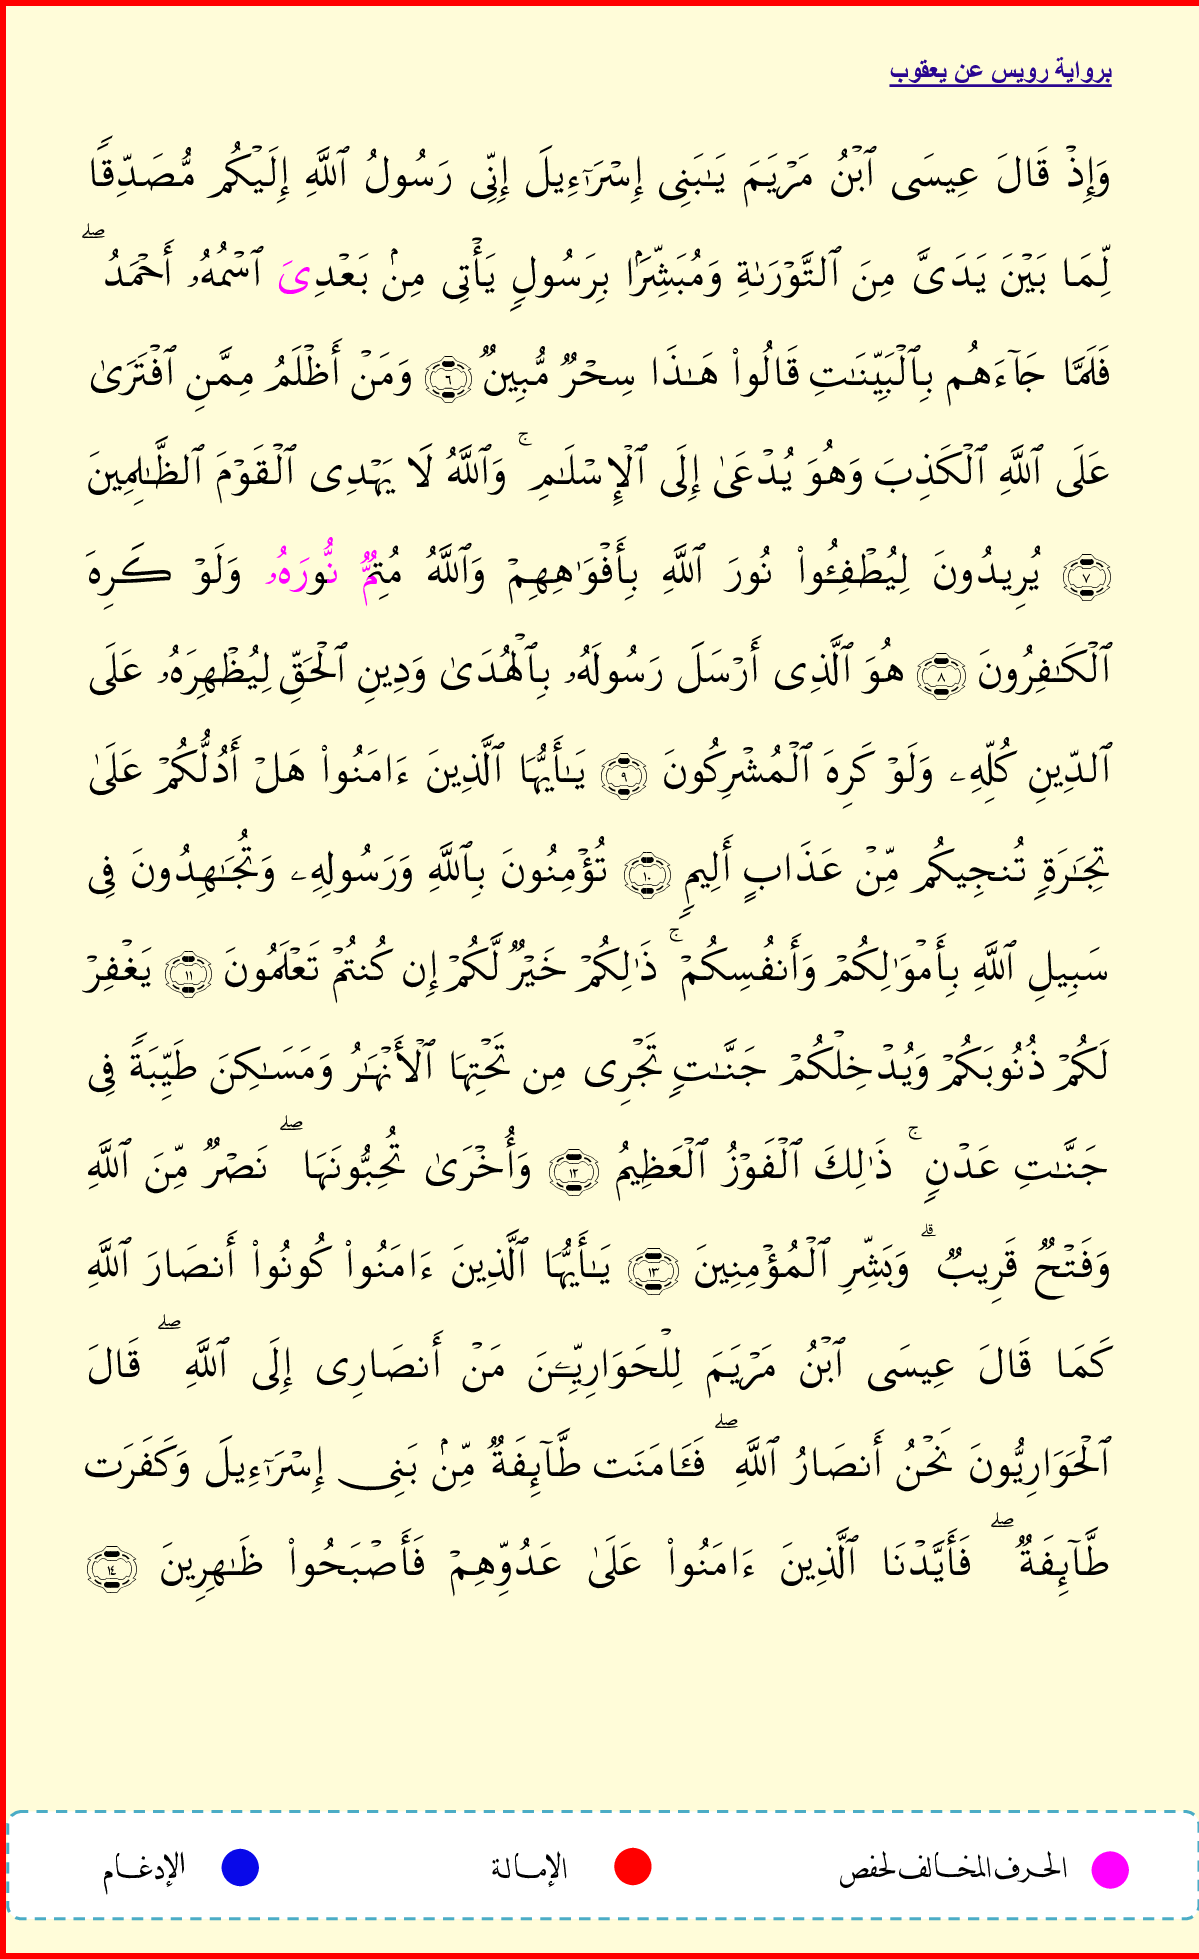 برواية رويس عن يعقوب
وَإِذْ قَالَ عِيسَى ٱبْنُ مَرْيَمَ يَـٰبَنِى إِسْرَـٰٓءِيلَ إِنِّى رَسُولُ ٱللَّهِ إِلَيْكُم مُّصَدِّقًا
لِّمَا بَيْنَ يَدَىَّ مِنَ ٱلتَّوْرَىٰةِ وَمُبَشِّرًۢا بِرَسُولٍ يَأْتِى مِنۢ بَعْدِىَ ٱسْمُهُۥ أَحْمَدُ ۖ
فَلَمَّا جَآءَهُم بِٱلْبَيِّنَـٰتِ قَالُوا۟ هَـٰذَا سِحْرٌ مُّبِينٌ ٦ وَمَنْ أَظْلَمُ مِمَّنِ ٱفْتَرَىٰ
عَلَى ٱللَّهِ ٱلْكَذِبَ وَهُوَ يُدْعَىٰ إِلَى ٱلْإِسْلَـٰمِ ۚ وَٱللَّهُ لَا يَهْدِى ٱلْقَوْمَ ٱلظَّـٰلِمِينَ
٧ يُرِيدُونَ لِيُطْفِـُٔوا۟ نُورَ ٱللَّهِ بِأَفْوَٰهِهِمْ وَٱللَّهُ مُتِمٌّ نُّورَهُۥ وَلَوْ كَرِهَ
ٱلْكَـٰفِرُونَ ٨ هُوَ ٱلَّذِى أَرْسَلَ رَسُولَهُۥ بِٱلْهُدَىٰ وَدِينِ ٱلْحَقِّ لِيُظْهِرَهُۥ عَلَى
ٱلدِّينِ كُلِّهِۦ وَلَوْ كَرِهَ ٱلْمُشْرِكُونَ ٩ يَـٰٓأَيُّهَا ٱلَّذِينَ ءَامَنُوا۟ هَلْ أَدُلُّكُمْ عَلَىٰ
تِجَـٰرَةٍ تُنجِيكُم مِّنْ عَذَابٍ أَلِيمٍ ١٠ تُؤْمِنُونَ بِٱللَّهِ وَرَسُولِهِۦ وَتُجَـٰهِدُونَ فِى
سَبِيلِ ٱللَّهِ بِأَمْوَٰلِكُمْ وَأَنفُسِكُمْ ۚ ذَٰلِكُمْ خَيْرٌ لَّكُمْ إِن كُنتُمْ تَعْلَمُونَ ١١ يَغْفِرْ
لَكُمْ ذُنُوبَكُمْ وَيُدْخِلْكُمْ جَنَّـٰتٍ تَجْرِى مِن تَحْتِهَا ٱلْأَنْهَـٰرُ وَمَسَـٰكِنَ طَيِّبَةً فِى
جَنَّـٰتِ عَدْنٍ ۚ ذَٰلِكَ ٱلْفَوْزُ ٱلْعَظِيمُ ١٢ وَأُخْرَىٰ تُحِبُّونَهَا ۖ نَصْرٌ مِّنَ ٱللَّهِ
وَفَتْحٌ قَرِيبٌ ۗ وَبَشِّرِ ٱلْمُؤْمِنِينَ ١٣ يَـٰٓأَيُّهَا ٱلَّذِينَ ءَامَنُوا۟ كُونُوا۟ أَنصَارَ ٱللَّهِ
كَمَا قَالَ عِيسَى ٱبْنُ مَرْيَمَ لِلْحَوَارِيِّـۧنَ مَنْ أَنصَارِى إِلَى ٱللَّهِ ۖ قَالَ
ٱلْحَوَارِيُّونَ نَحْنُ أَنصَارُ ٱللَّهِ ۖ فَـَٔامَنَت طَّآئِفَةٌ مِّنۢ بَنِى إِسْرَـٰٓءِيلَ وَكَفَرَت
طَّآئِفَةٌ ۖ فَأَيَّدْنَا ٱلَّذِينَ ءَامَنُوا۟ عَلَىٰ عَدُوِّهِمْ فَأَصْبَحُوا۟ ظَـٰهِرِينَ ١٤
الحرف المخالف لحفص الإمالة الإدغام